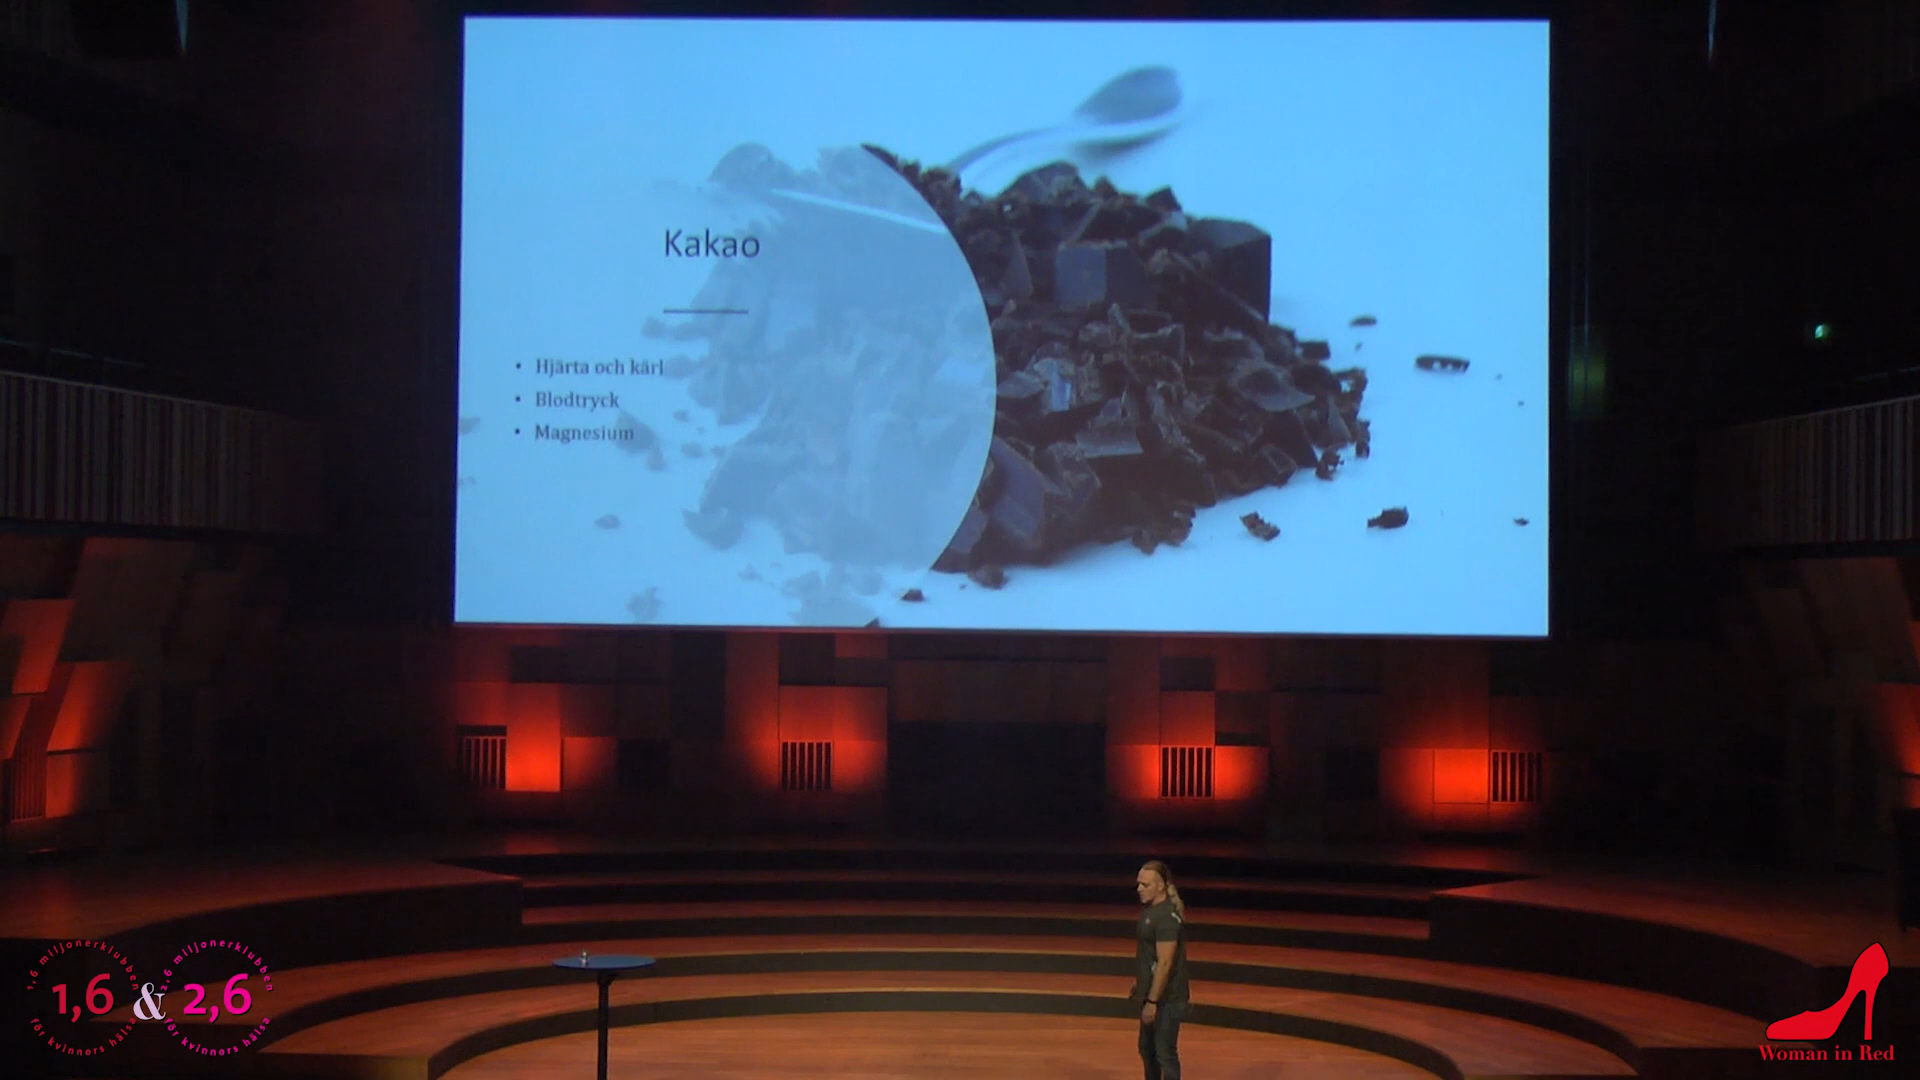 Kakao
• Hjärta och kärl
• Blodtryck
• Magnesium
1,6 miljonerklubben
1,6
för kvinnors hälsa
&
2,6 miljonerklubben
2,6
för kvinnors hälsa
Woman in Red